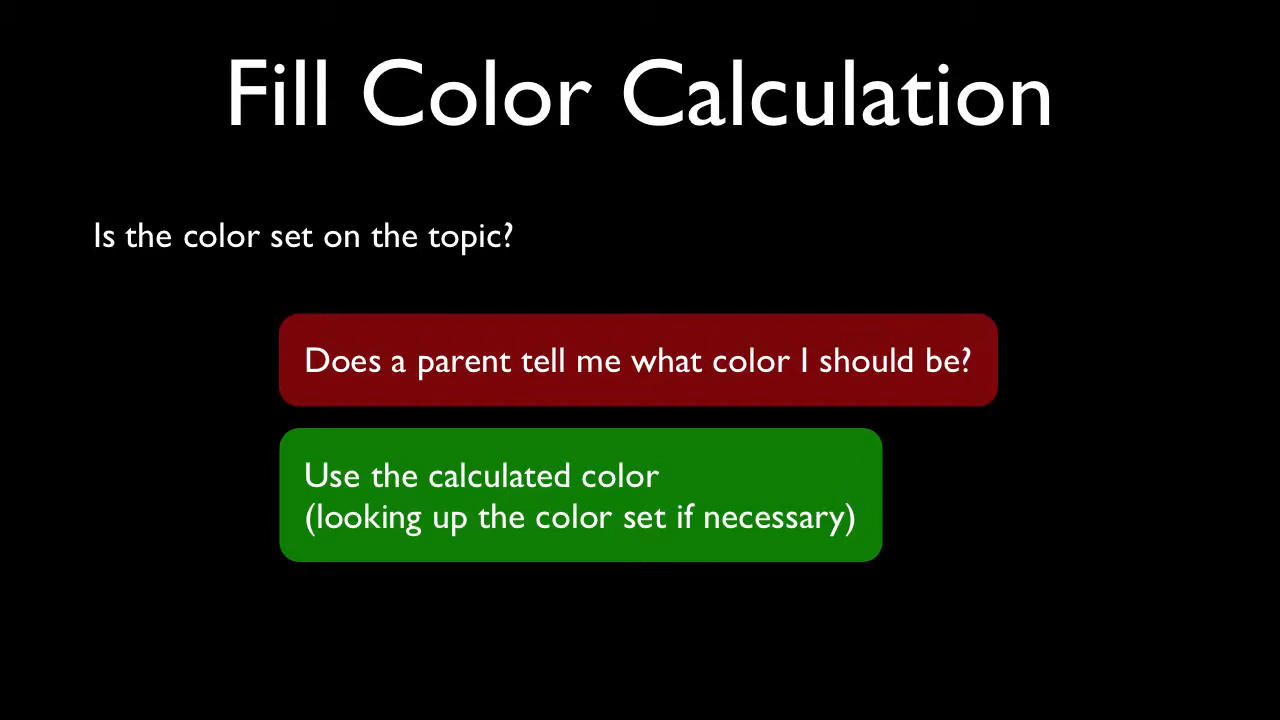 Fill Color Calculation
Is the color set on the topic?
Does a parent tell me what color I should be?
Use the calculated color
(looking up the color set if necessary)